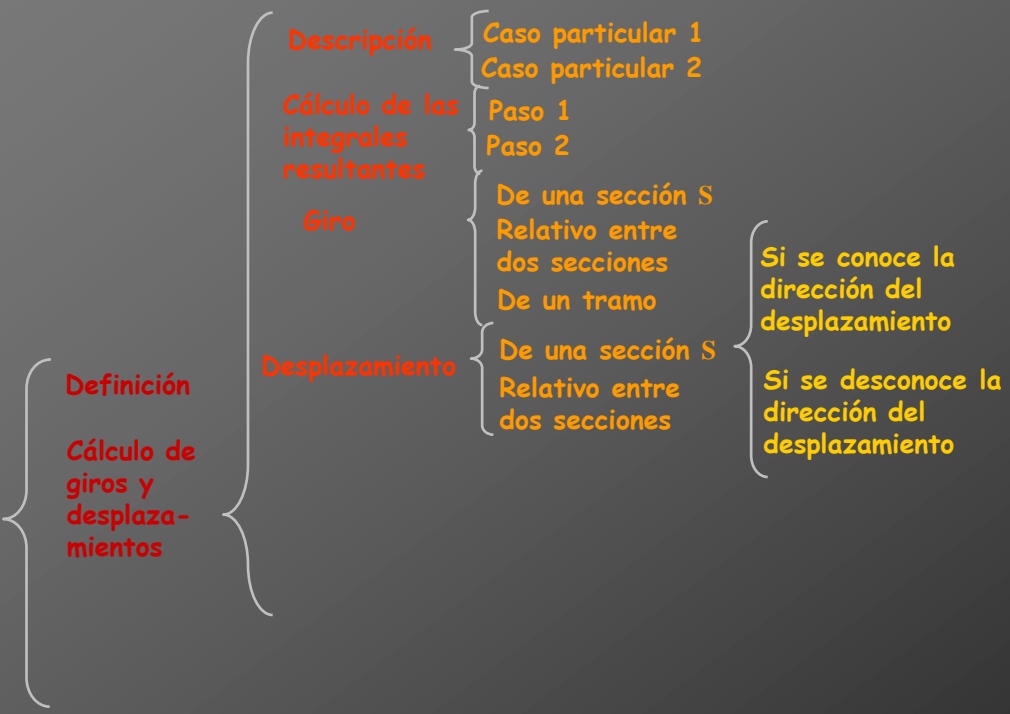 Descripción
Caso particular 1
Caso particular 2
Cálculo de las
integrales
resultantes
Paso 1
Paso 2
Giro
De una sección S
Relativo entre
dos secciones
De un tramo
Desplazamiento
De una sección S
Relativo entre
dos secciones
Si se conoce la
dirección del
desplazamiento
Si se desconoce la
dirección del
desplazamiento
Definición
Cálculo de
giros y
desplaza-
mientos